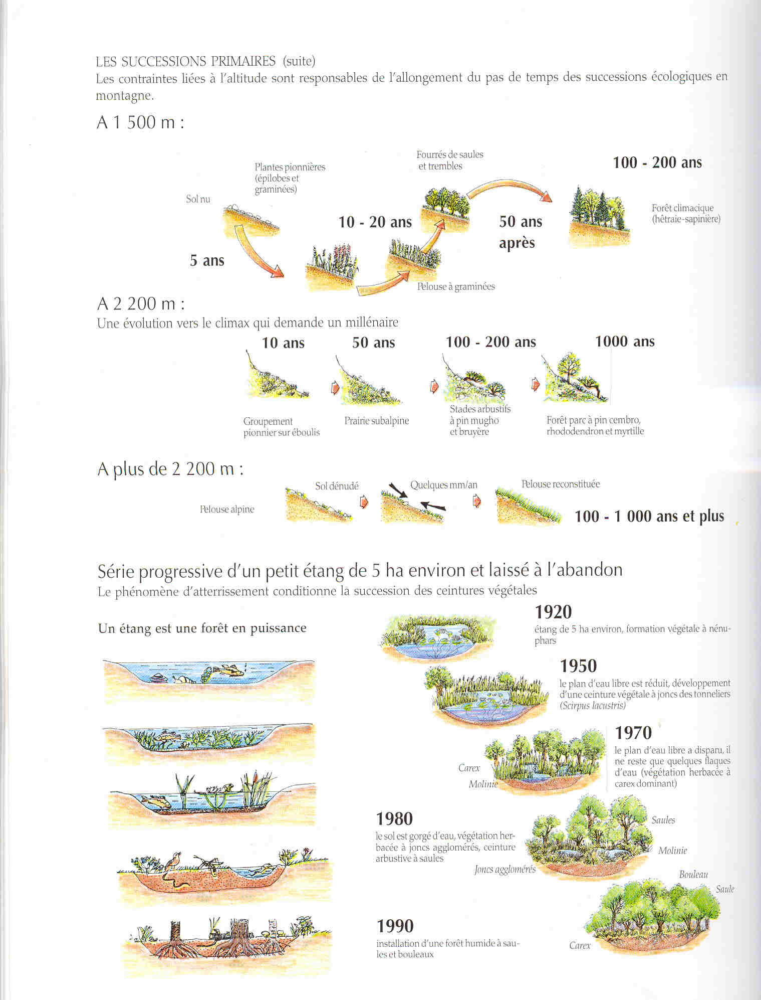 LES SUCCESSIONS PRIMAIRES (suite)
Les contraintes liées à l'altitude sont responsables de l'allongement du pas de temps des successions écologiques en
montagne.
A 1 500 m :
Sol nu
Plantes pionnières
(épilobes et
graminées)
Fourrés de saules
et trembles
100 - 200 ans
Forêt climacique
(hêtraie-sapinière)
10 - 20 ans
50 ans
après
5 ans
Pelouse à graminées
A 2 200 m :
Une évolution vers le climax qui demande un millénaire
10 ans
50 ans
100 - 200 ans
1000 ans
Groupement
pionnier sur éboulis
Prairie subalpine
Stades arbustifs
à pin mugho
et bruyère
Forêt parc à pin cembro,
rhododendron et myrtille
A plus de 2 200 m :
Pelouse alpine
Sol dénudé
Quelques mm/an
Pelouse reconstituée
100 - 1 000 ans et plus
Série progressive d'un petit étang de 5 ha environ et laissé à l'abandon
Le phénomène d'atterrissement conditionne la succession des ceintures végétales
Un étang est une forêt en puissance
1920
étang de 5 ha environ, formation végétale à nénu-
phars
1950
le plan d'eau libre est réduit, développement
d'une ceinture végétale à joncs des tonneliers
(Scirpus lacustris)
1970
le plan d'eau libre a disparu, il
ne reste que quelques flaques
d'eau (végétation herbacée à
carex dominant)
Carex
Molinie
1980
le sol est gorgé d'eau, végétation her-
bacée à joncs agglomérés, ceinture
arbustive à saules
Saules
Molinie
Joncs agglomérés
Bouleau
Saule
1990
installation d'une forêt humide à sau-
les et bouleaux
Carex